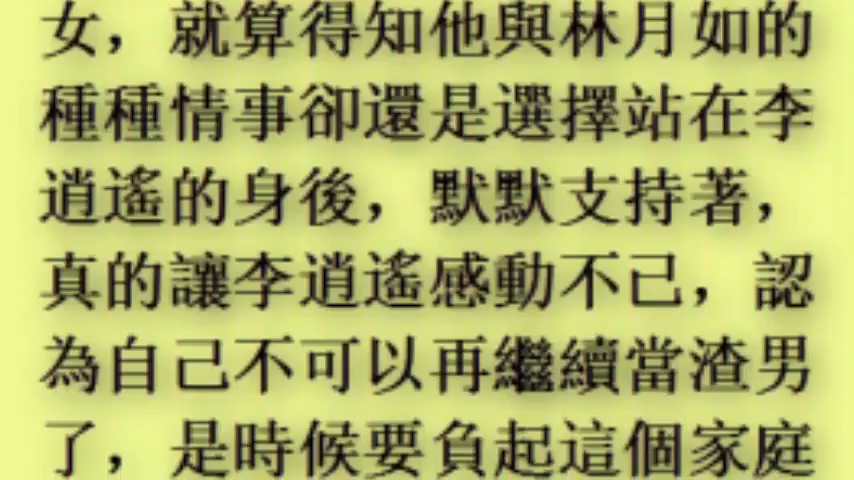 女，就算得知他與林月如的
種種情事卻還是選擇站在李
逍遙的身後，默默支持著，
真的讓李逍遙感動不己，認
為自己不可以再繼續當渣男
了，是時候要負起這個家庭